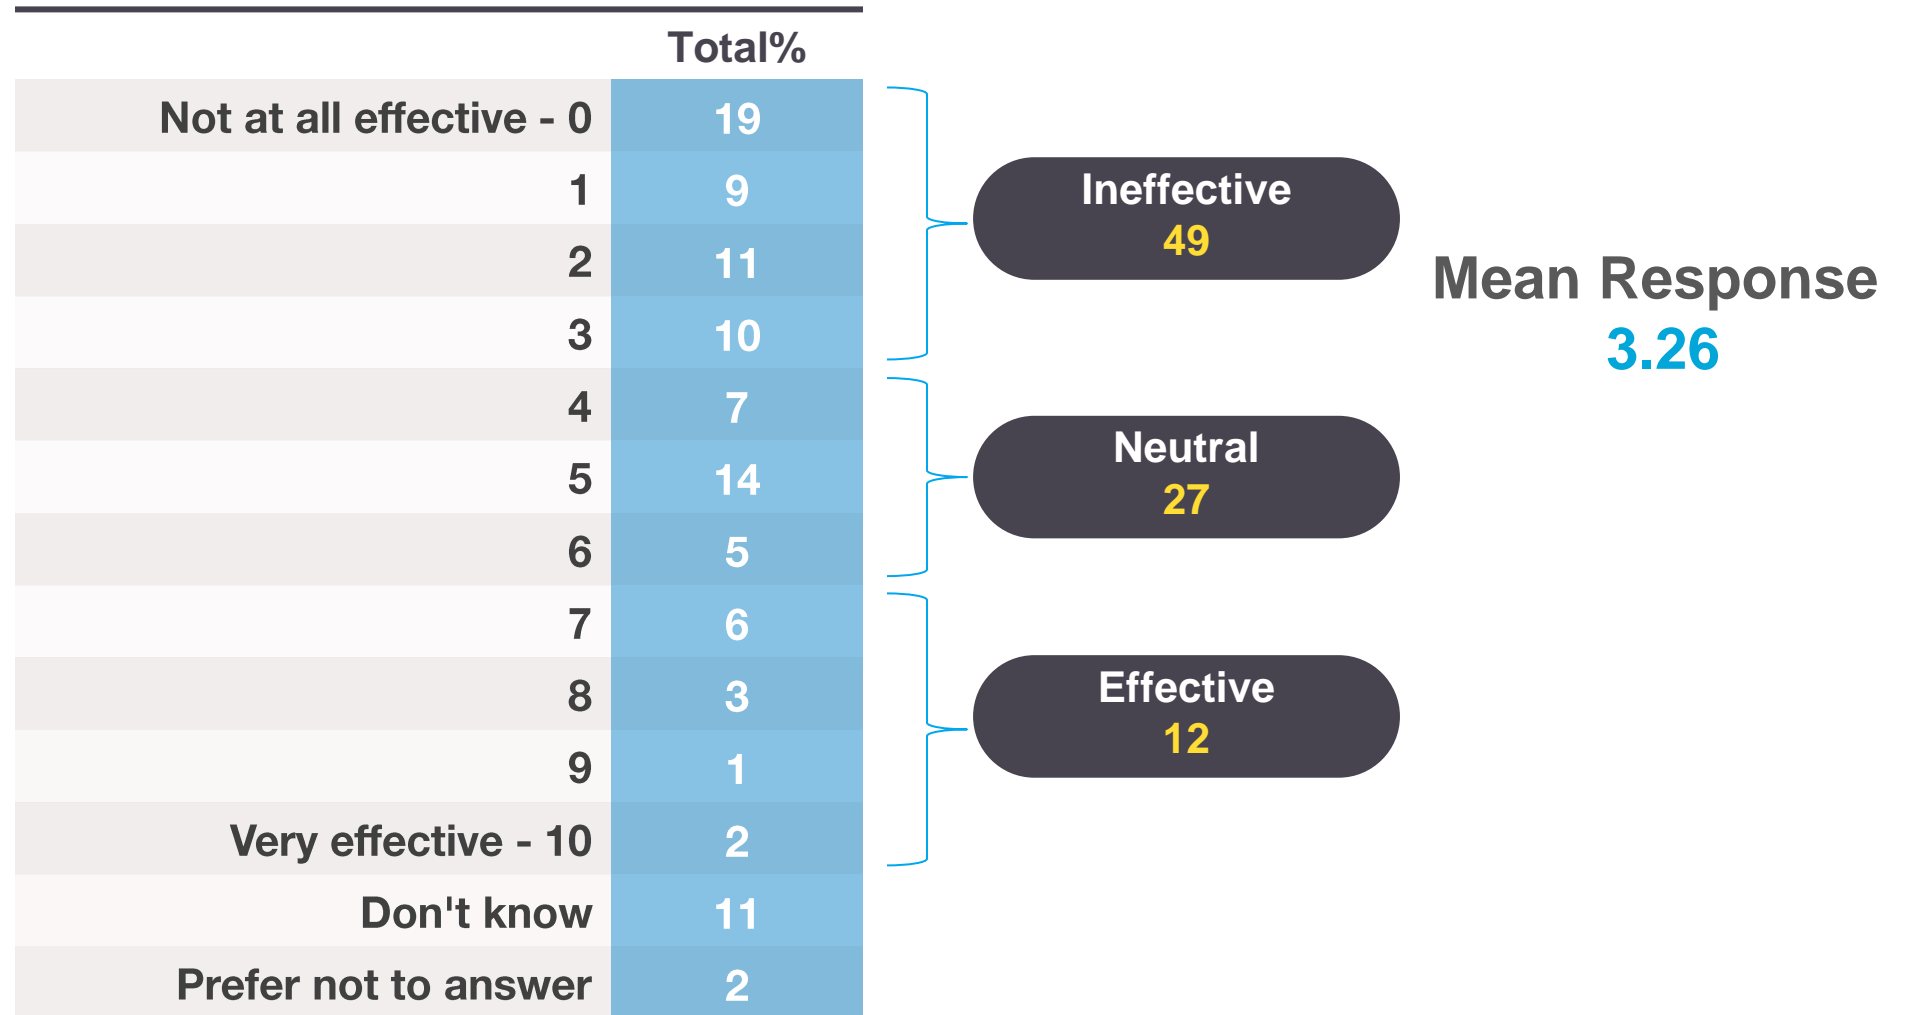 Total%
Not at all effective - 0 19
1 9
2 11
3 10
4 7
5 14
6 5
7 6
8 3
9 1
Very effective - 10 2
Don't know 11
Prefer not to answer 2
Ineffective
49
Neutral
27
Effective
12
Mean Response
3.26